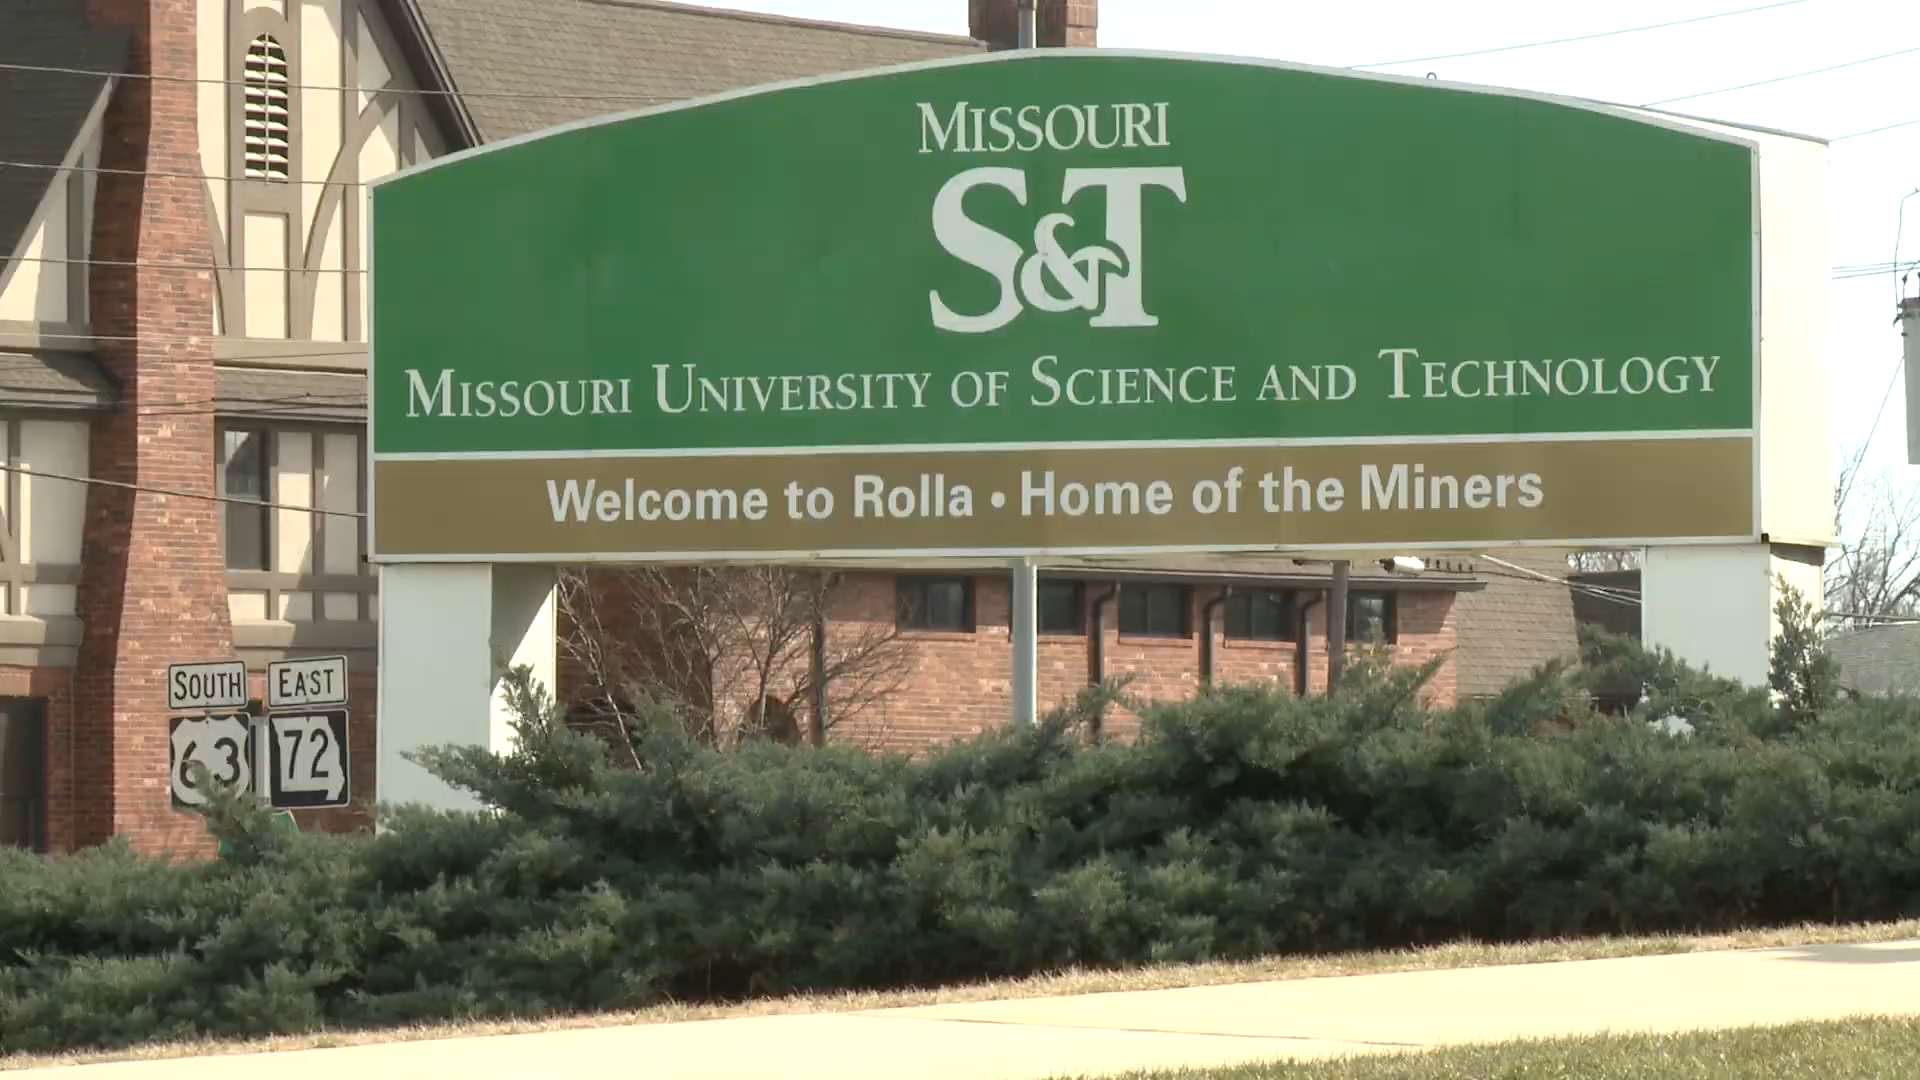 MISSOURI
S&T
MISSOURI UNIVERSITY OF SCIENCE AND TECHNOLOGY
Welcome to Rolla • Home of the Miners
SOUTH
63
EAST
72